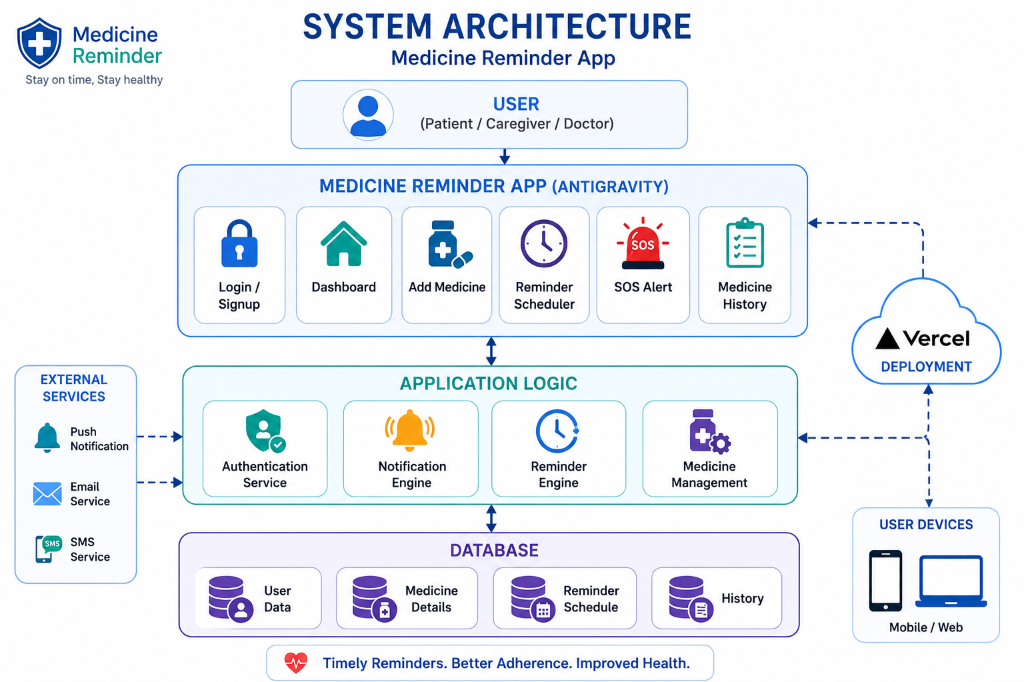 Medicine
Reminder
Stay on time, Stay healthy
SYSTEM ARCHITECTURE
Medicine Reminder App
USER
(Patient / Caregiver / Doctor)
MEDICINE REMINDER APP (ANTIGRAVITY)
Login /
Signup
Dashboard
Add Medicine
Reminder
Scheduler
SOS
SOS Alert
Medicine
History
Vercel
DEPLOYMENT
EXTERNAL
SERVICES
Push
Notification
Email
Service
SMS
SMS
Service
APPLICATION LOGIC
Authentication
Service
Notification
Engine
Reminder
Engine
Medicine
Management
DATABASE
User
Data
Medicine
Details
Reminder
Schedule
History
USER DEVICES
Mobile / Web
Timely Reminders. Better Adherence. Improved Health.